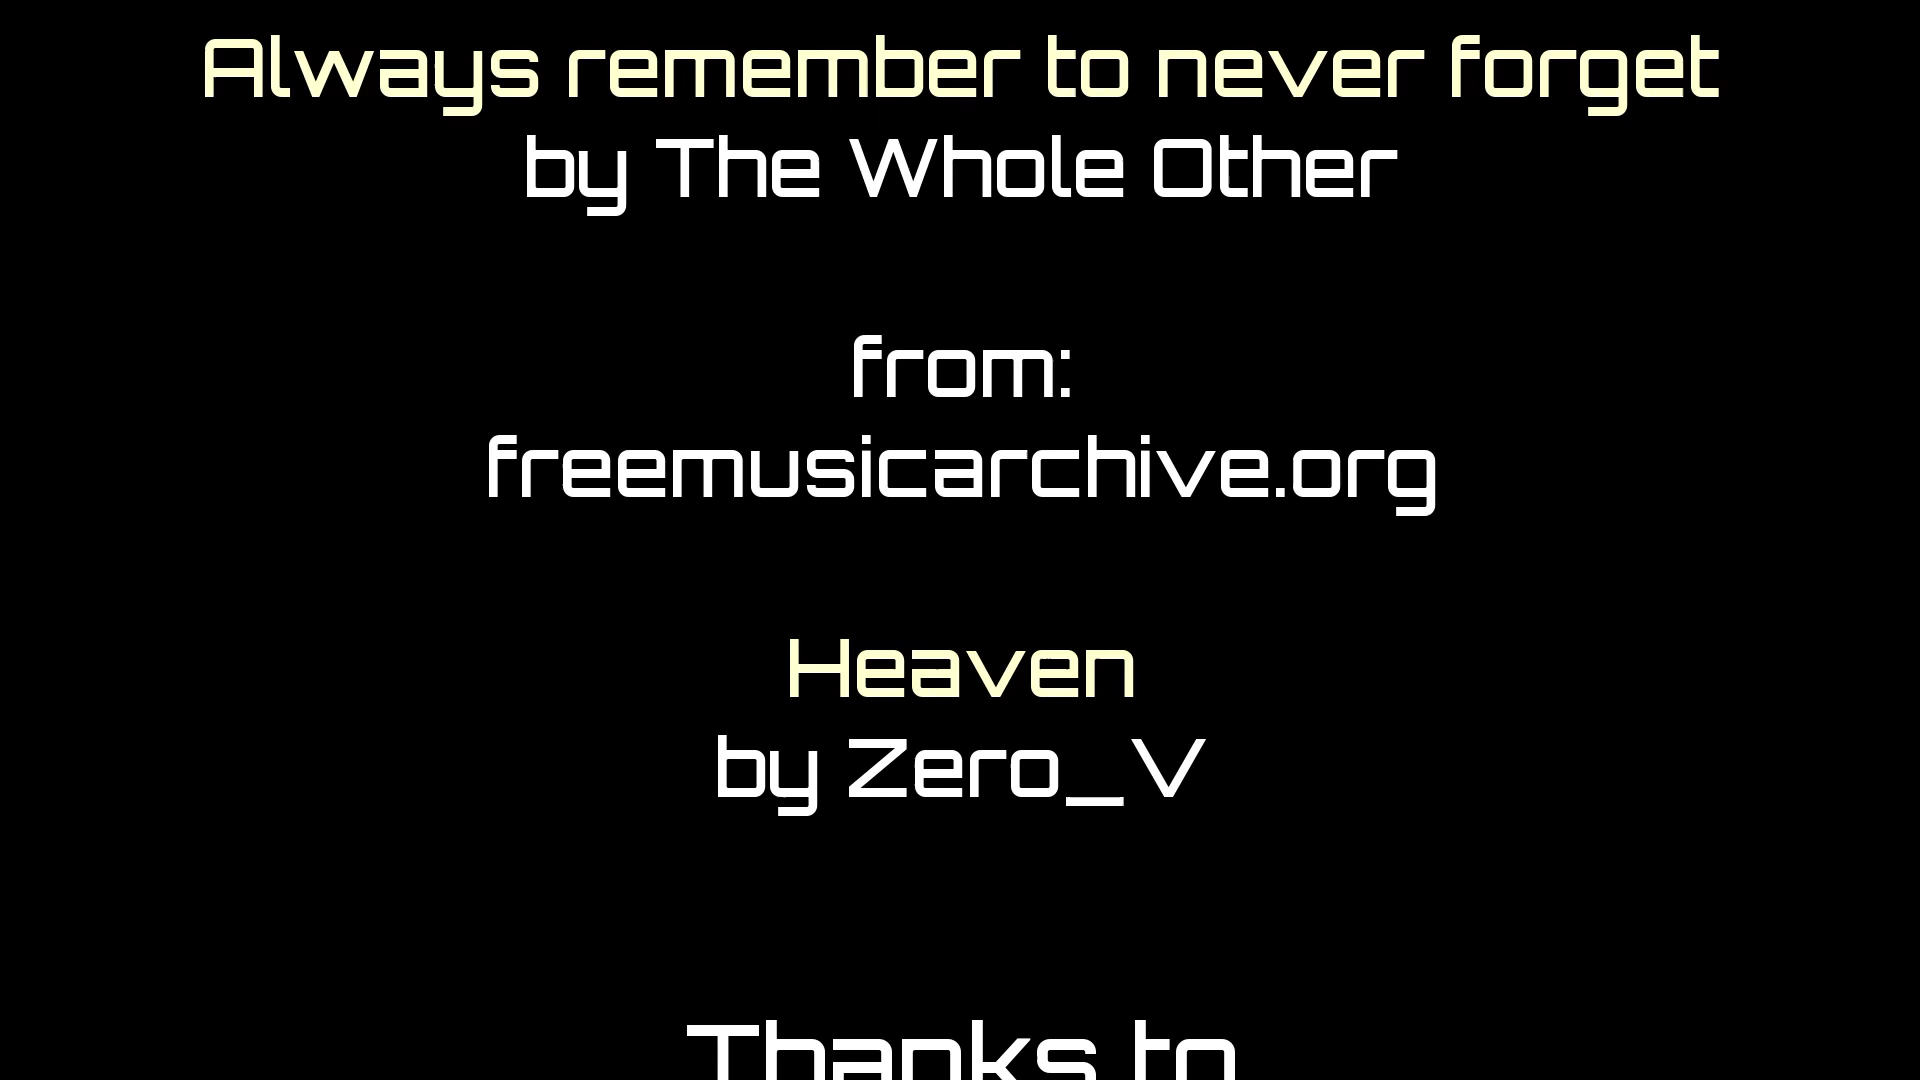 Always remember to never forget
by The Whole Other
from:
freemusicarchive.org
Heaven
by Zero_V
Thanks to